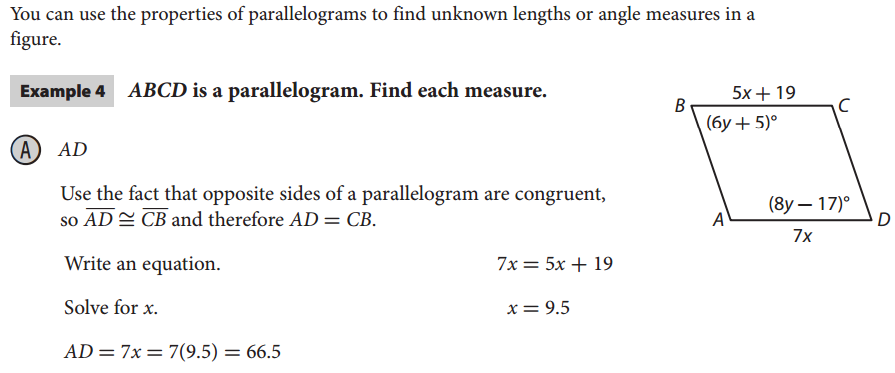 You can use the properties of parallelograms to find unknown lengths or angle measures in a
figure.
Example 4 ABCD is a parallelogram. Find each measure.
A AD
Use the fact that opposite sides of a parallelogram are congruent,
so A̅D̅ ≅ C̅B̅ and therefore AD = CB.
Write an equation. 7x = 5x + 19
Solve for x. x = 9.5
AD = 7x = 7(9.5) = 66.5
5x + 19
B C
(6y + 5)°
(8y – 17)°
A D
7x